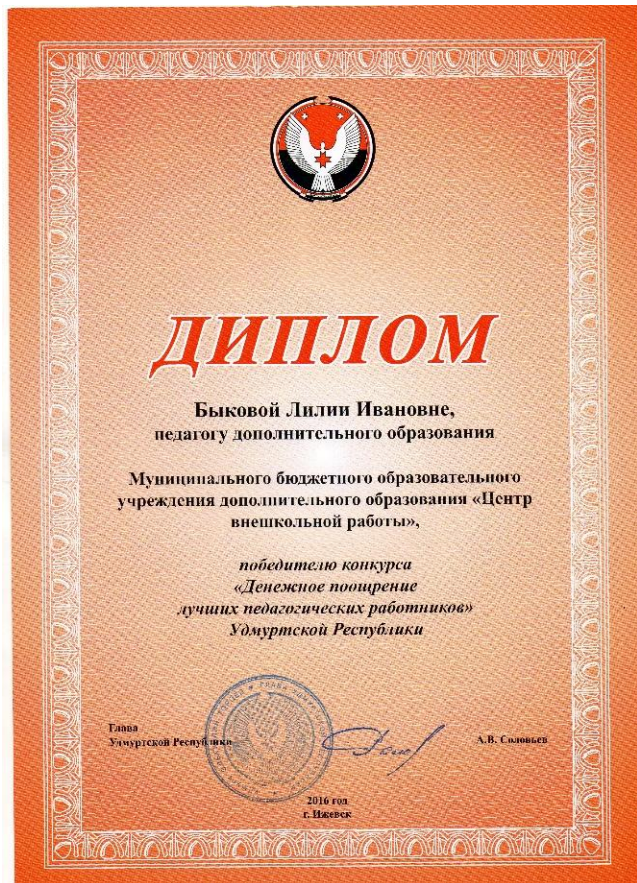 ДИПЛОМ
Быковой Лилии Ивановне,
педагогу дополнительного образования
Муниципального бюджетного образовательного
учреждения дополнительного образования «Центр
внешкольной работы»,
победителю конкурса
«Денежное поощрение
лучших педагогических работников»
Удмуртской Республики
Глава
Удмуртской Республики
А.В. Соловьев
2016 год
г. Ижевск